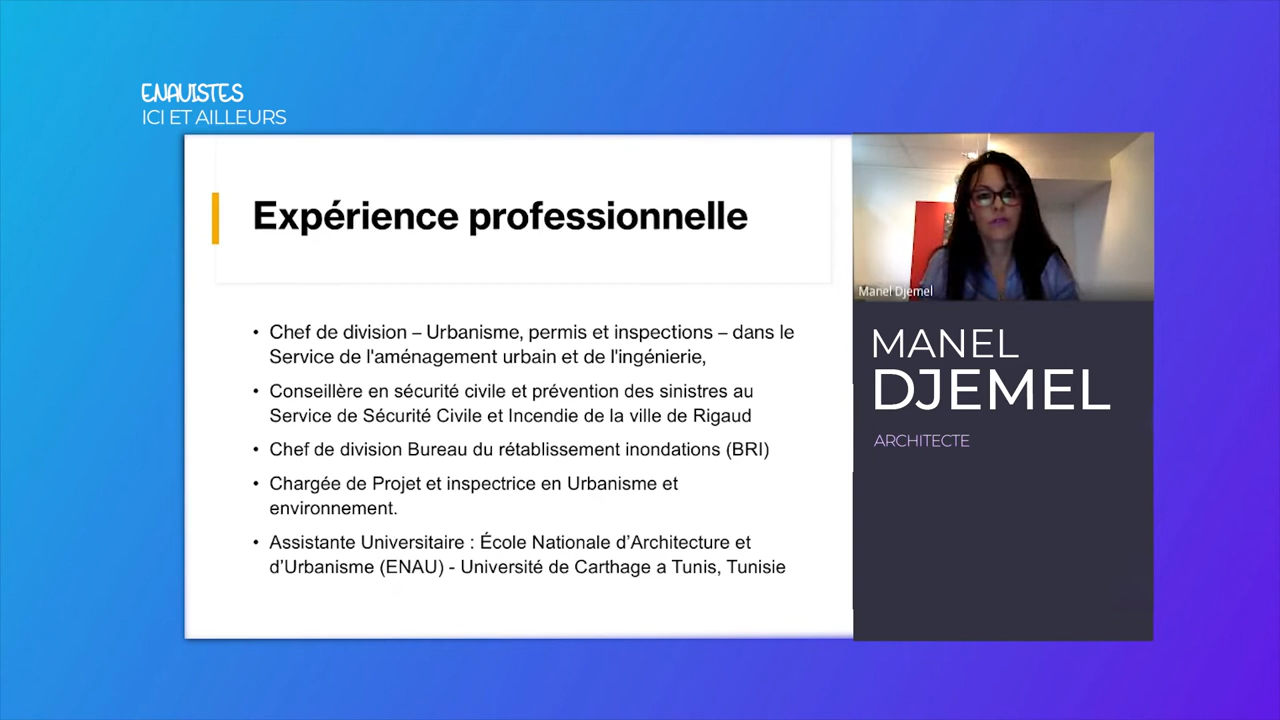 ENAUISTES
ICI ET AILLEURS
Expérience professionnelle
• Chef de division – Urbanisme, permis et inspections – dans le
Service de l'aménagement urbain et de l'ingénierie,
• Conseillère en sécurité civile et prévention des sinistres au
Service de Sécurité Civile et Incendie de la ville de Rigaud
• Chef de division Bureau du rétablissement inondations (BRI)
• Chargée de Projet et inspectrice en Urbanisme et
environnement.
• Assistante Universitaire : École Nationale d’Architecture et
d’Urbanisme (ENAU) - Université de Carthage a Tunis, Tunisie
Manel Djemel
MANEL
DJEMEL
ARCHITECTE